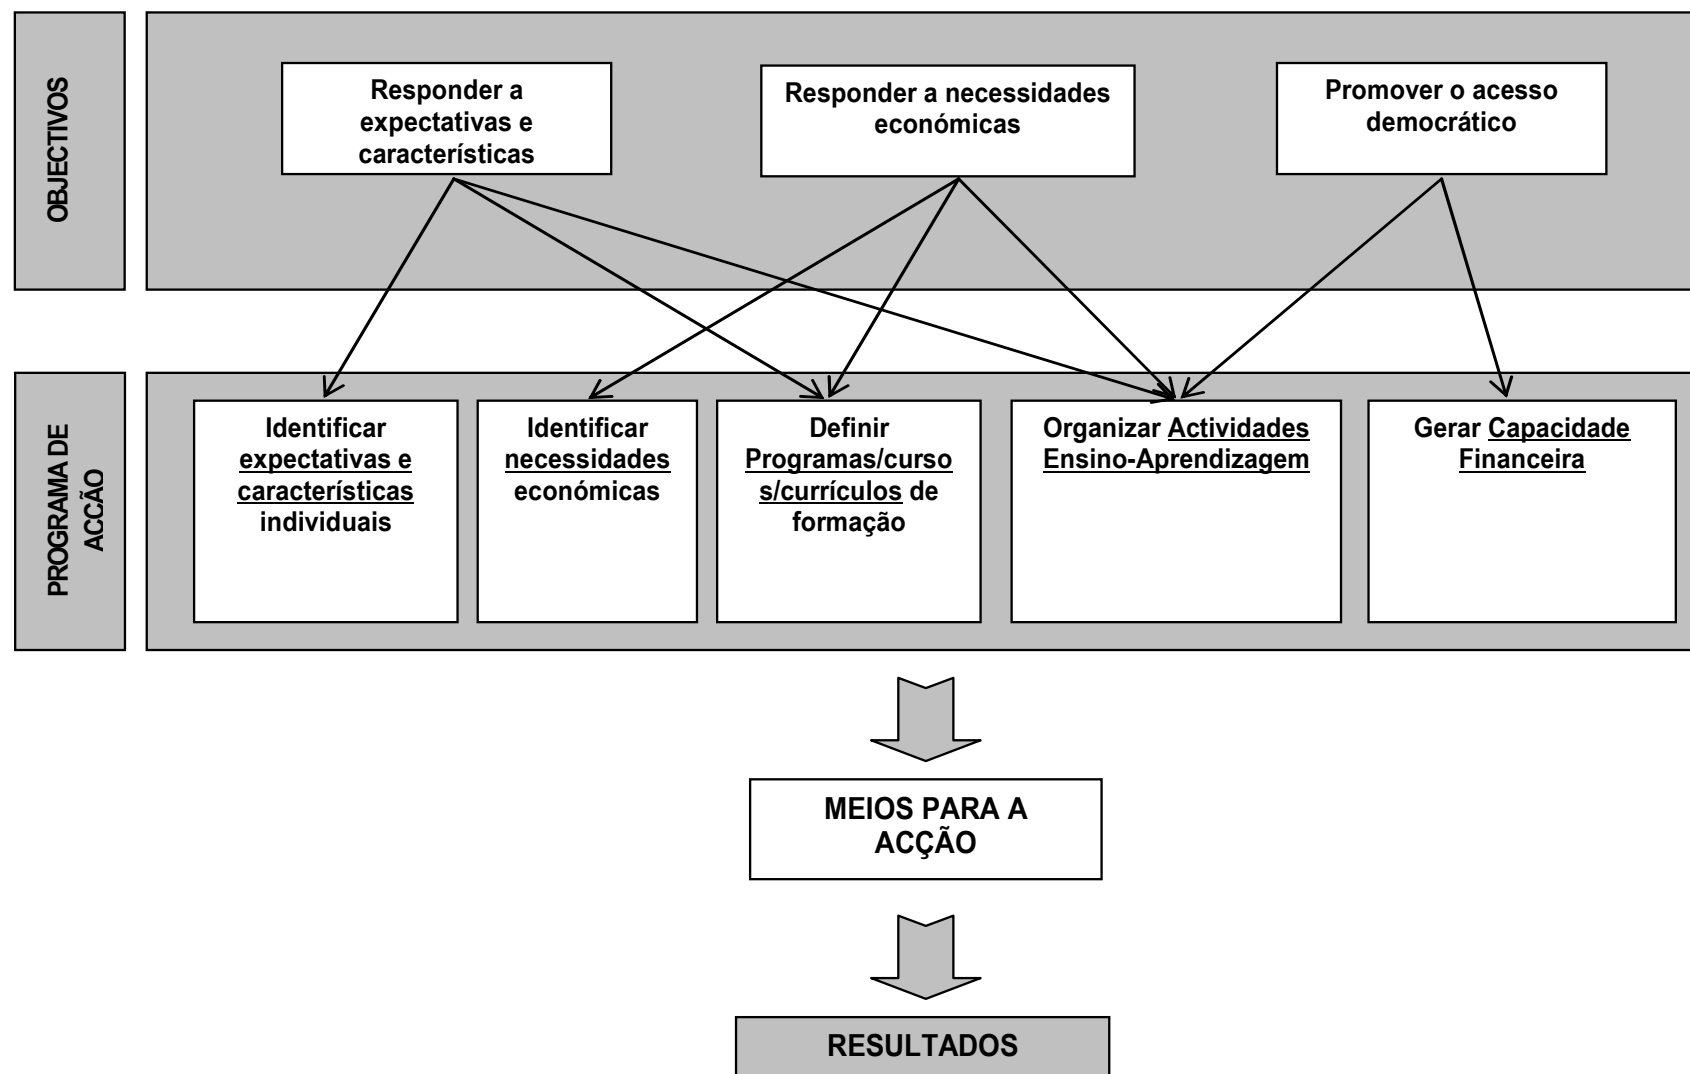 OBJECTIVOS
Responder a
expectativas e
características
Responder a necessidades
económicas
Promover o acesso
democrático
PROGRAMA DE
ACÇÃO
Identificar
expectativas e
características
individuais
Identificar
necessidades
económicas
Definir
Programas/curso
s/currículos de
formação
Organizar Actividades
Ensino-Aprendizagem
Gerar Capacidade
Financeira
MEIOS PARA A
ACÇÃO
RESULTADOS